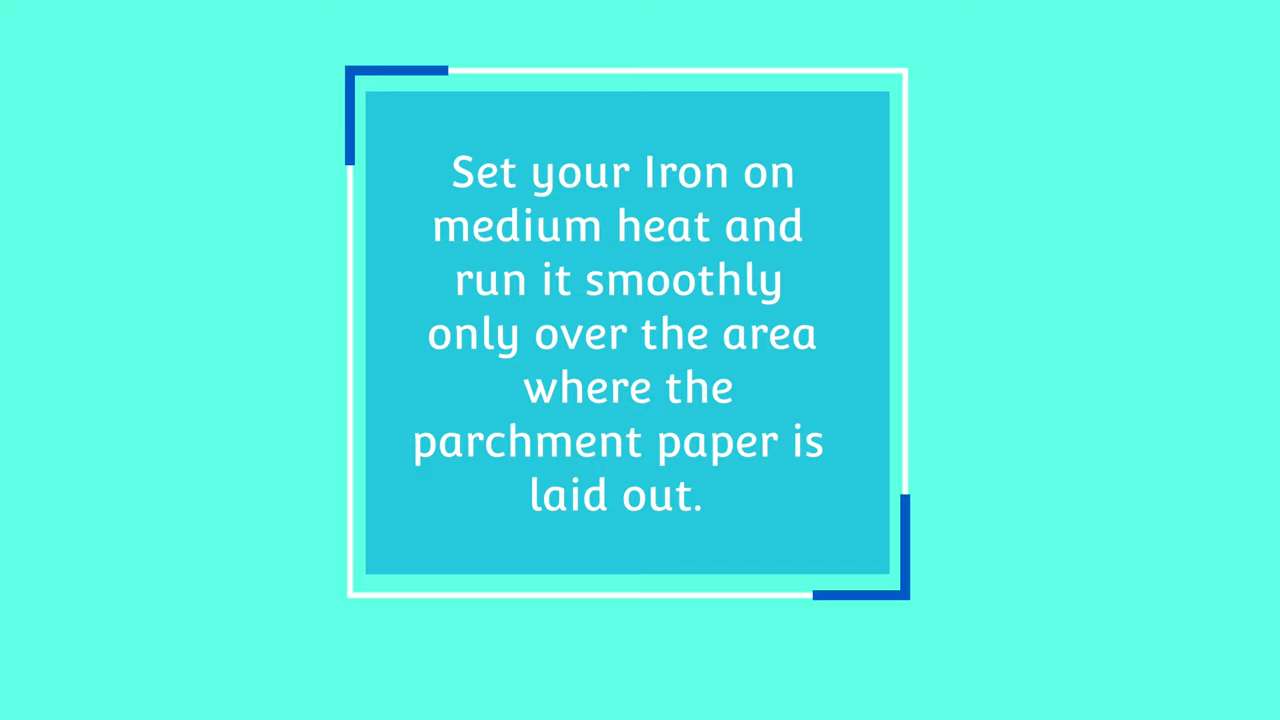 Set your Iron on
medium heat and
run it smoothly
only over the area
where the
parchment paper is
laid out.